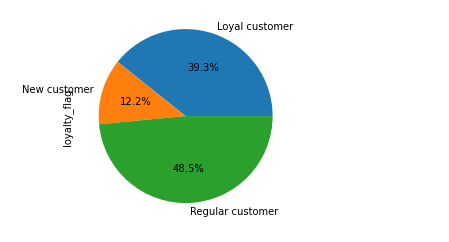 Loyal customer
39.3%
New customer
12.2%
loyalty_flag
48.5%
Regular customer